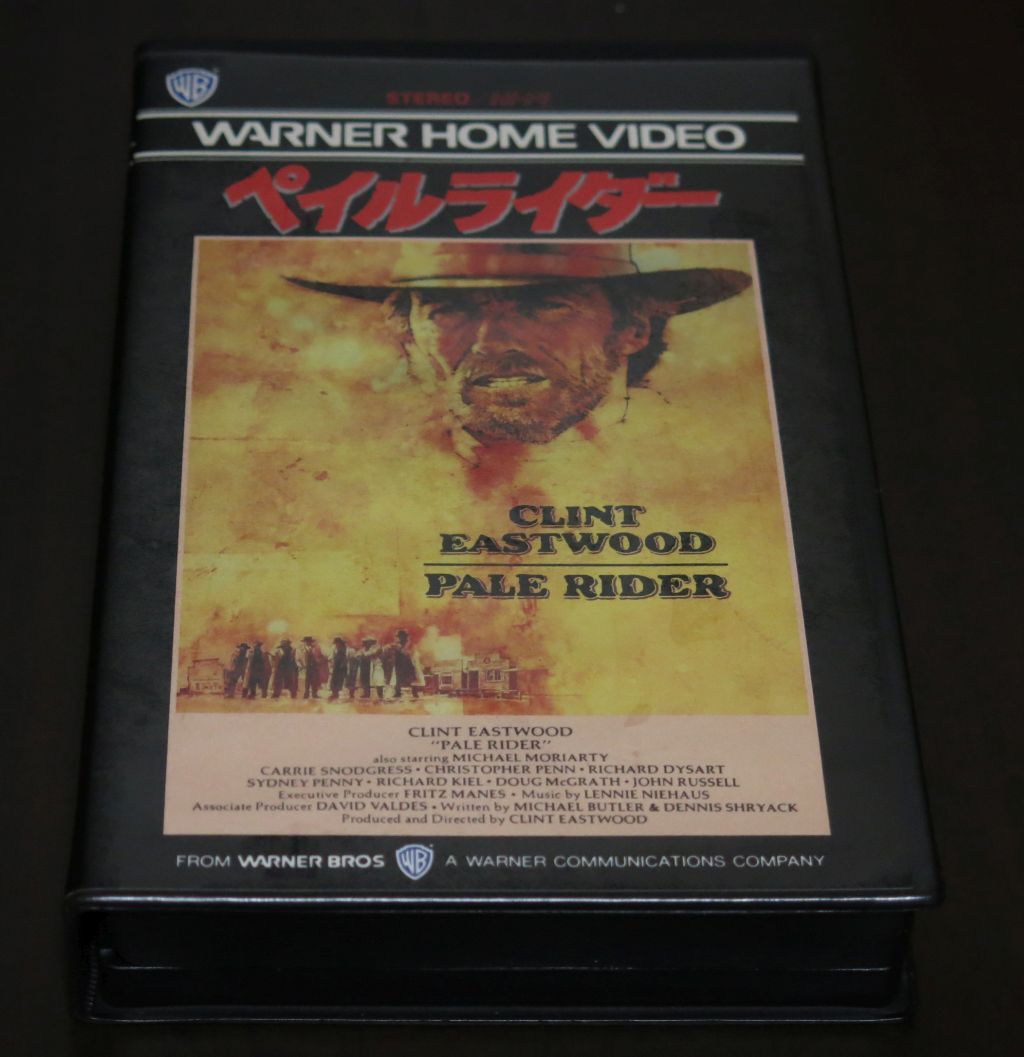 WB
STEREO / HI-FI
WARNER HOME VIDEO
ペイルライダー
CLINT
EASTWOOD
PALE RIDER
CLINT EASTWOOD
"PALE RIDER"
also starring MICHAEL MORIARTY
CARRIE SNODGRESS • CHRISTOPHER PENN • RICHARD DYSART
SYDNEY PENNY • RICHARD KIEL • DOUG McGRATH • JOHN RUSSELL
Executive Producer FRITZ MANES • Music by LENNIE NIEHAUS
Associate Producer DAVID VALDES • Written by MICHAEL BUTLER & DENNIS SHRYACK
Produced and Directed by CLINT EASTWOOD
FROM WARNER BROS WB A WARNER COMMUNICATIONS COMPANY